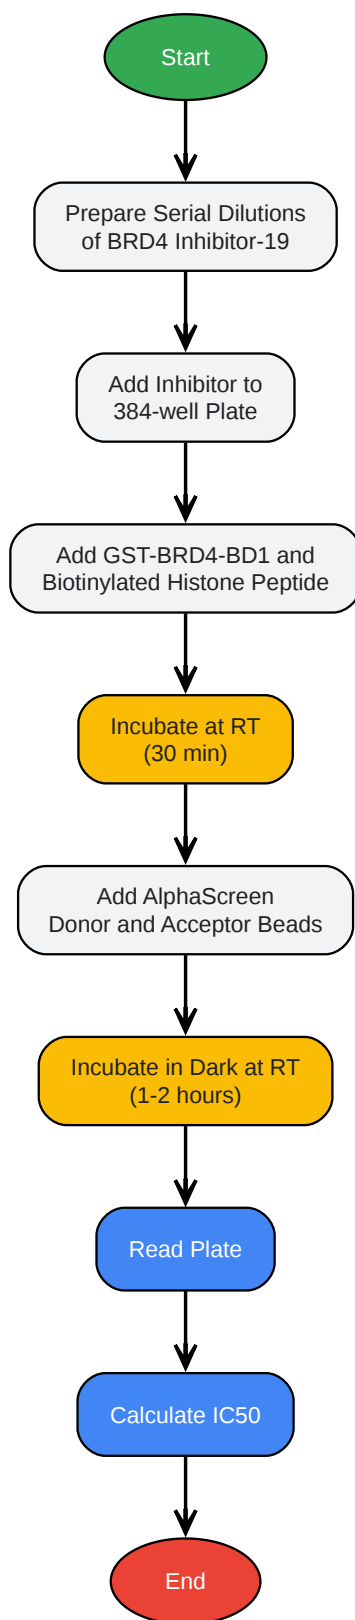 Start
Prepare Serial Dilutions
of BRD4 Inhibitor-19
Add Inhibitor to
384-well Plate
Add GST-BRD4-BD1 and
Biotinylated Histone Peptide
Incubate at RT
(30 min)
Add AlphaScreen
Donor and Acceptor Beads
Incubate in Dark at RT
(1-2 hours)
Read Plate
Calculate IC50
End